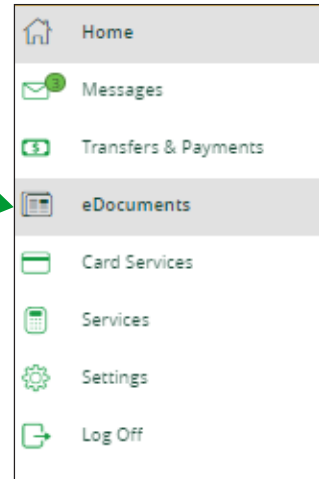 Home
3
Messages
Transfers & Payments
eDocuments
Card Services
Services
Settings
Log Off